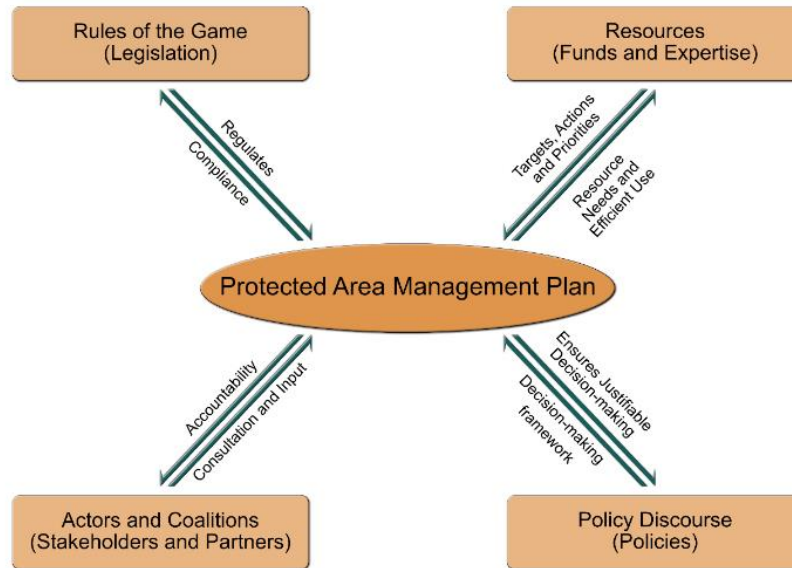 Rules of the Game
(Legislation)
Resources
(Funds and Expertise)
Regulates
Compliance
Targets, Actions
and Priorities
Resource
Needs and
Efficient Use
Protected Area Management Plan
Accountability
Consultation and Input
Ensures Justifiable
Decision-making
Decision-making
framework
Actors and Coalitions
(Stakeholders and Partners)
Policy Discourse
(Policies)